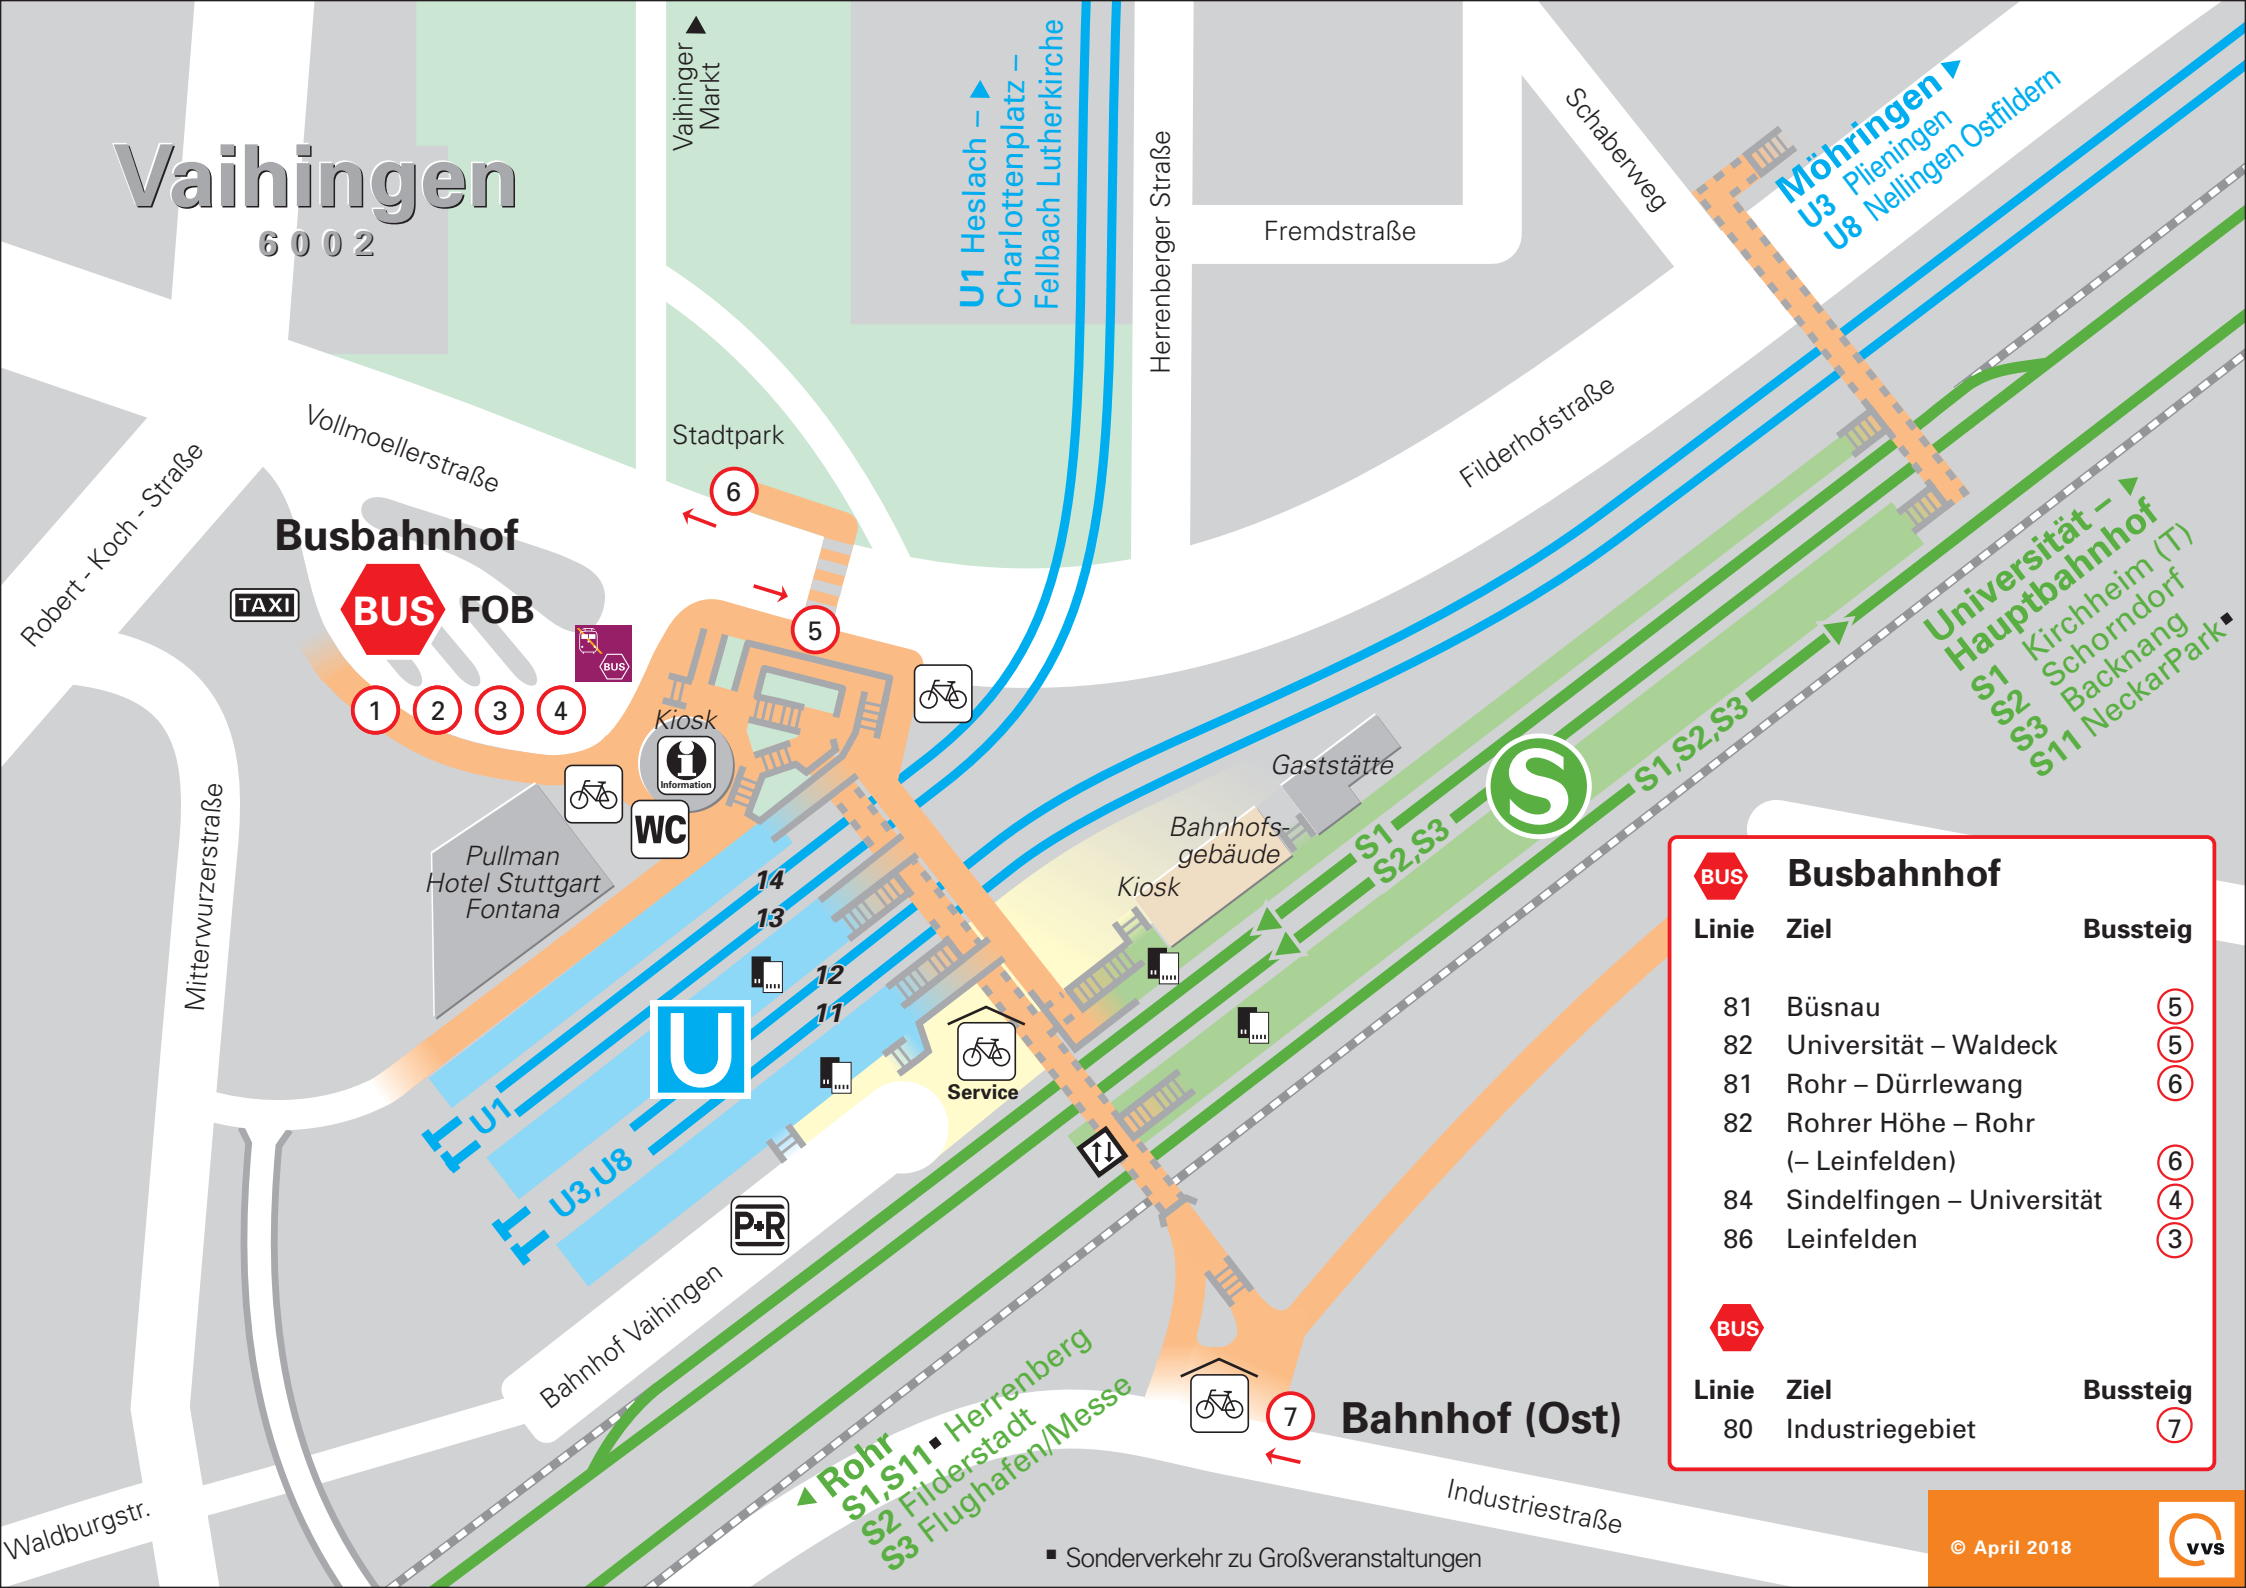 Vaihingen
6002
Vaihinger
Markt
U1 Heslach –
Charlottenplatz –
Fellbach Lutherkirche
Herrenberger Straße
Fremdstraße
Schaberweg
Möhringen
U3 Plieningen
U8 Nellingen Ostfildern
Filderhofstraße
Vollmoellerstraße
Robert - Koch - Straße
Stadtpark
6
5
Busbahnhof
TAXI
BUS
FOB
BUS
1
2
3
4
Kiosk
i
Information
WC
Pullman
Hotel Stuttgart
Fontana
Mitterwurzerstraße
14
13
12
11
U
U1
U3,U8
Service
P+R
Bahnhof Vaihingen
Waldburgstr.
Gaststätte
Bahnhofs-
gebäude
Kiosk
S1
S2,S3
S
S1,S2,S3
Universität –
Hauptbahnhof
S1 Kirchheim (T)
S2 Schorndorf
S3 Backnang
S11 NeckarPark
Rohr
S1,S11 Herrenberg
S2 Filderstadt
S3 Flughafen/Messe
7
Bahnhof (Ost)
Industriestraße
Sonderverkehr zu Großveranstaltungen
BUS Busbahnhof
Linie Ziel Bussteig
81 Büsnau 5
82 Universität – Waldeck 5
81 Rohr – Dürrlewang 6
82 Rohrer Höhe – Rohr
(– Leinfelden) 6
84 Sindelfingen – Universität 4
86 Leinfelden 3
BUS
Linie Ziel Bussteig
80 Industriegebiet 7
© April 2018
vvs